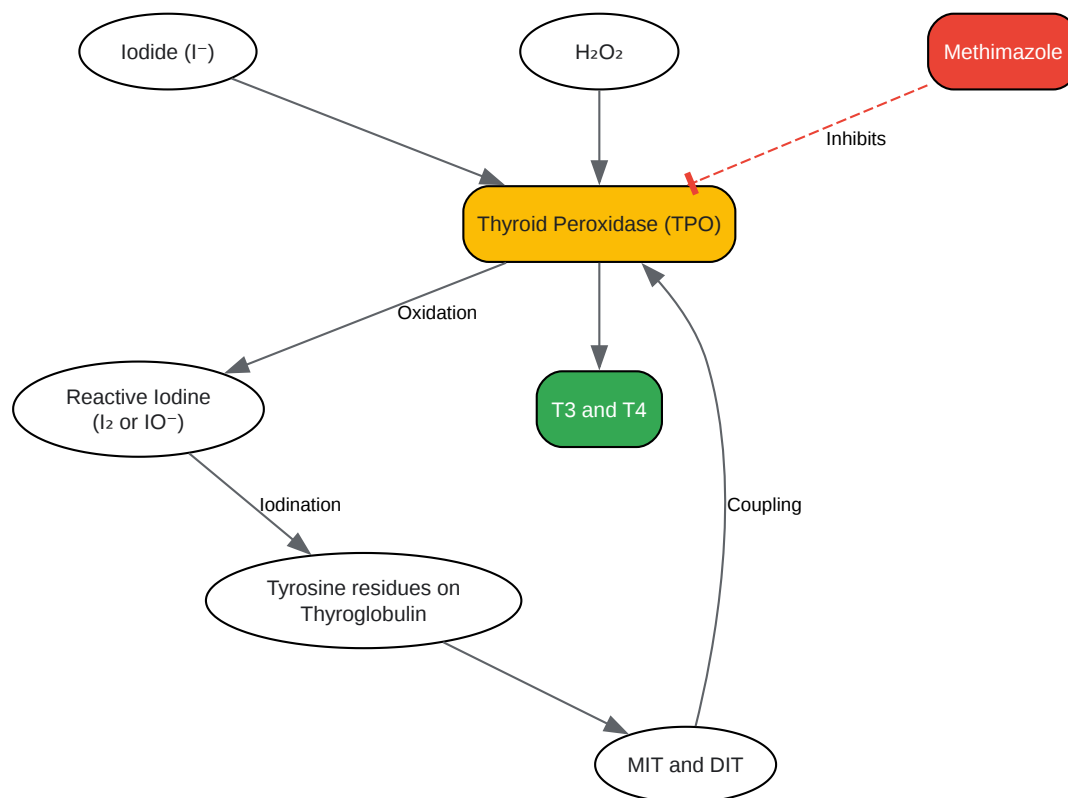 Iodide (I⁻)
H₂O₂
Methimazole
Inhibits
Thyroid Peroxidase (TPO)
Oxidation
Reactive Iodine
(I₂ or IO⁻)
T3 and T4
Iodination
Coupling
Tyrosine residues on
Thyroglobulin
MIT and DIT